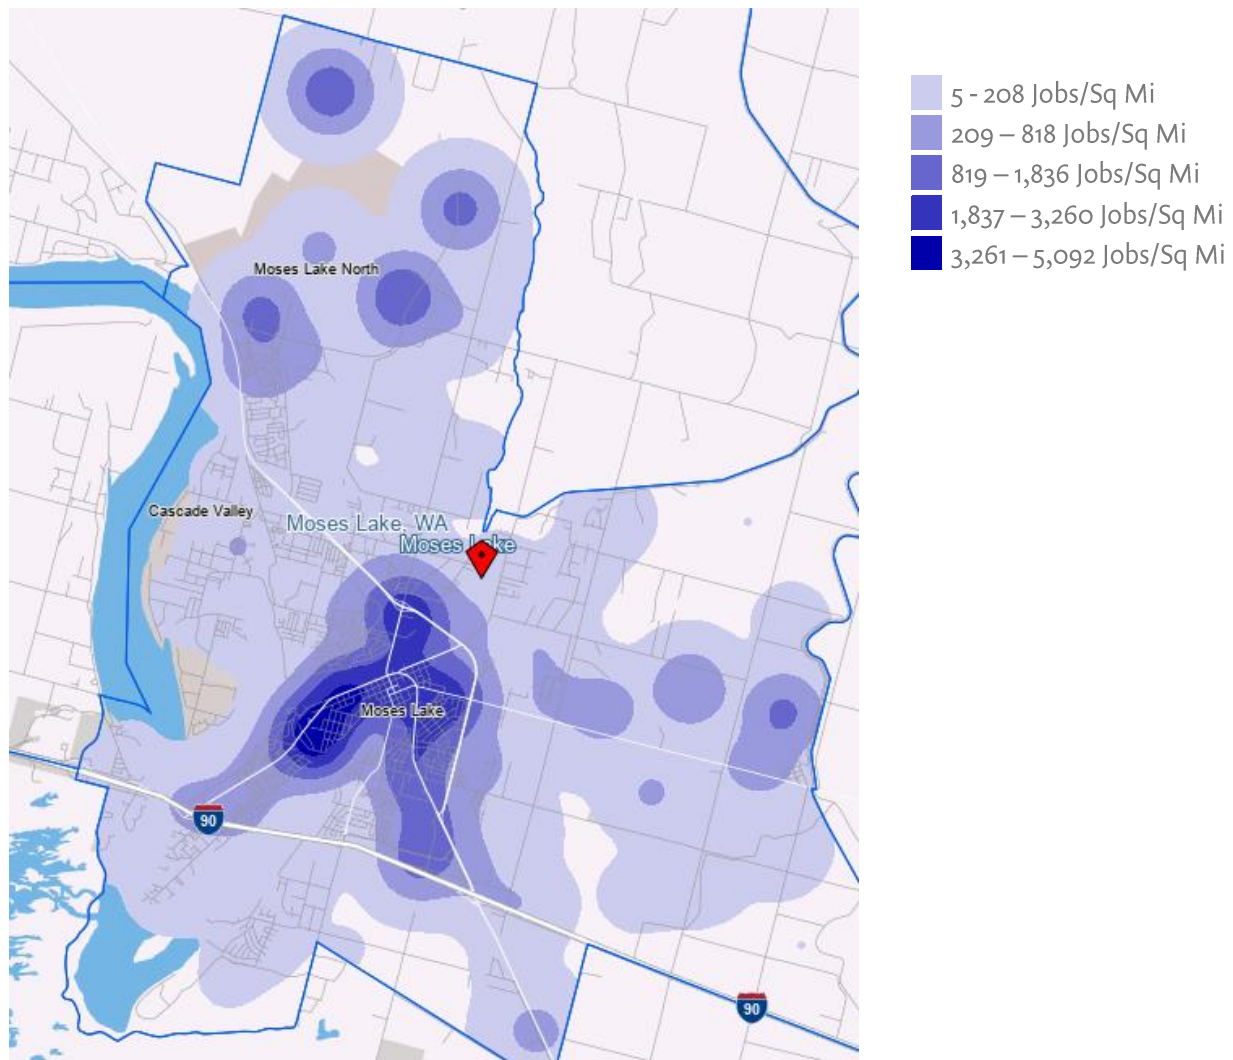 5 - 208 Jobs/Sq Mi
209 – 818 Jobs/Sq Mi
819 – 1,836 Jobs/Sq Mi
1,837 – 3,260 Jobs/Sq Mi
3,261 – 5,092 Jobs/Sq Mi
Moses Lake North
Cascade Valley
Moses Lake, WA
Moses Lake
Moses Lake
90
90